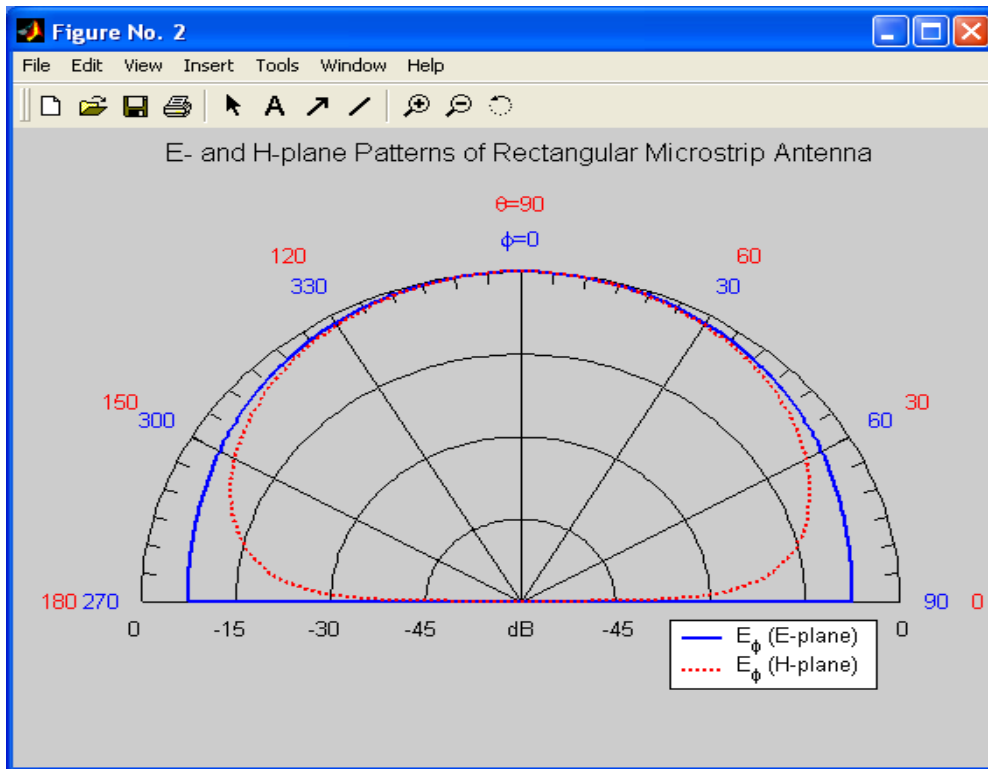 Figure No. 2
File Edit View Insert Tools Window Help
A
E- and H-plane Patterns of Rectangular Microstrip Antenna
θ=90
ϕ=0
120 60
330 30
150 30
300 60
180 270 90 0
0 -15 -30 -45 dB -45 0
E_ϕ (E-plane)
E_ϕ (H-plane)